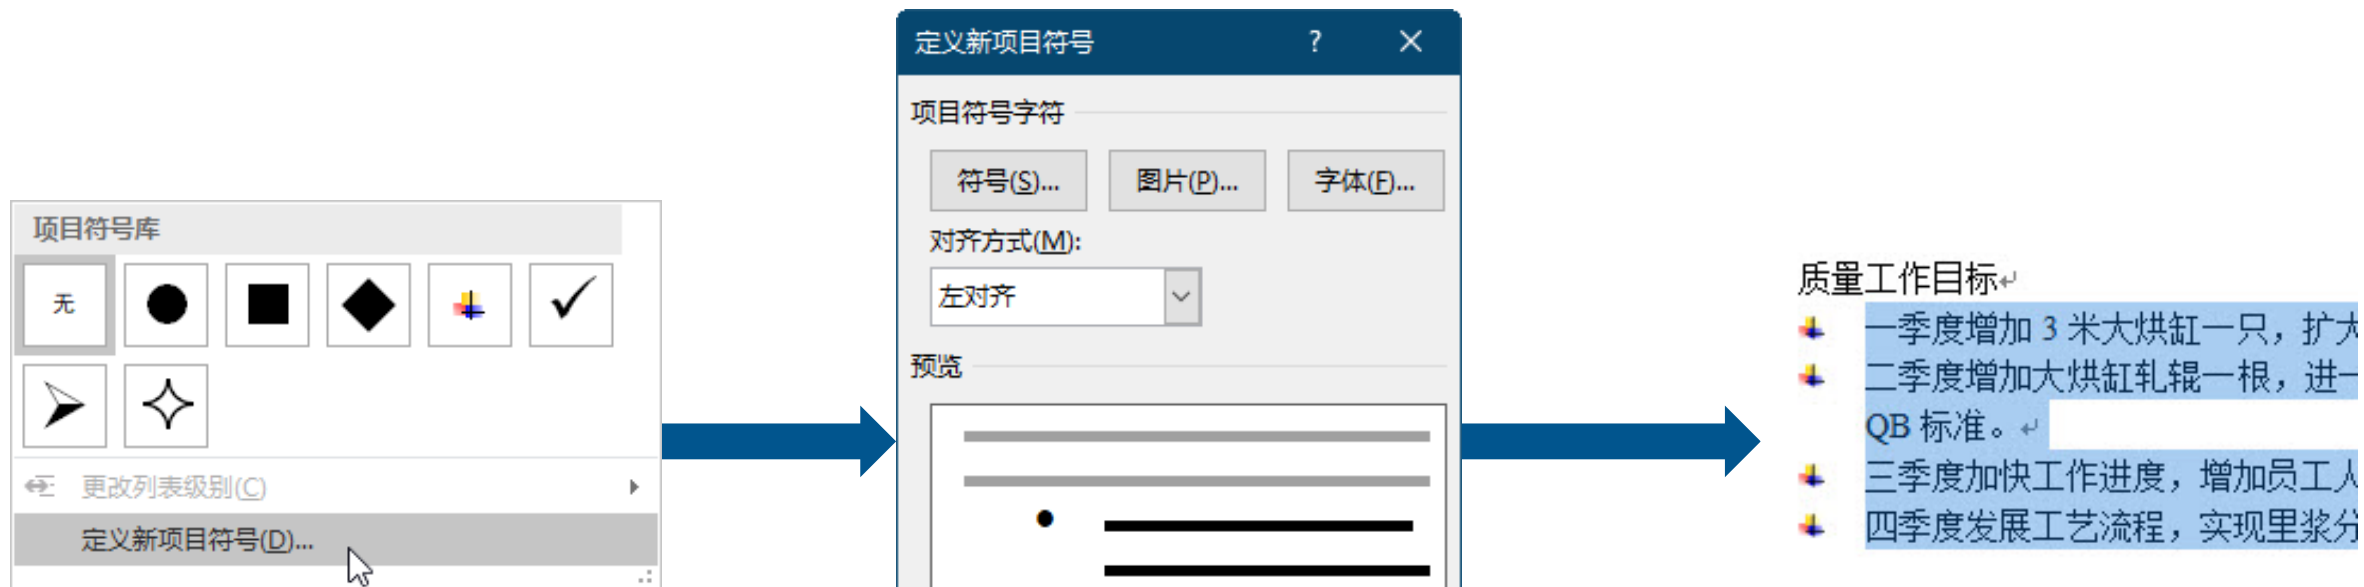 项目符号库
无
更改列表级别(C)
定义新项目符号(D)...
定义新项目符号
项目符号字符
符号(S)...
图片(P)...
字体(F)...
对齐方式(M):
左对齐
预览
质量工作目标
一季度增加 3 米大烘缸一只，扩大
二季度增加大烘缸轧辊一根，进一
QB 标准。
三季度加快工作进度，增加员工人
四季度发展工艺流程，实现里浆分